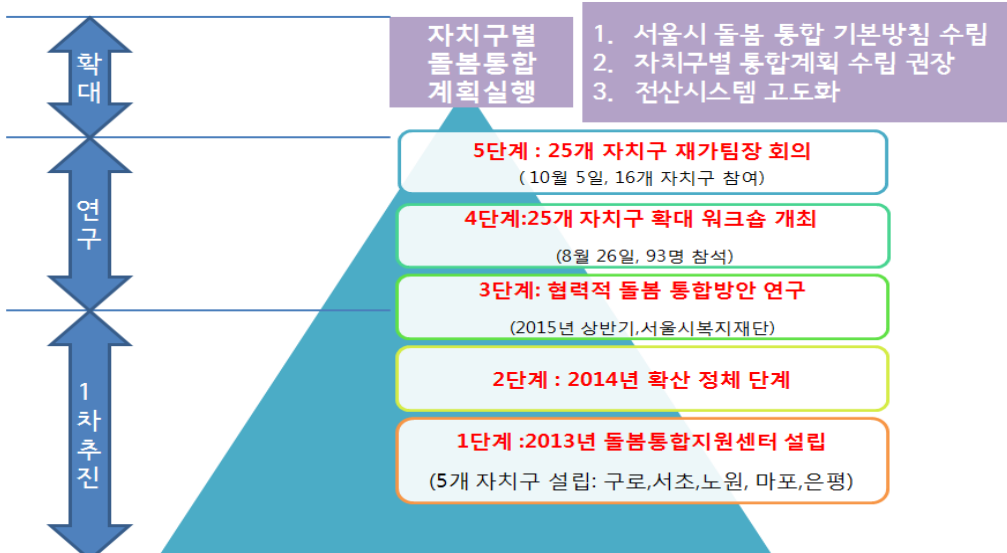 확
대
연
구
1
차
추
진
자치구별
돌봄통합
계획실행
1. 서울시 돌봄 통합 기본방침 수립
2. 자치구별 통합계획 수립 권장
3. 전산시스템 고도화
5단계 : 25개 자치구 재가팀장 회의
( 10월 5일, 16개 자치구 참여)
4단계:25개 자치구 확대 워크숍 개최
(8월 26일, 93명 참석)
3단계: 협력적 돌봄 통합방안 연구
(2015년 상반기,서울시복지재단)
2단계 : 2014년 확산 정체 단계
1단계 :2013년 돌봄통합지원센터 설립
(5개 자치구 설립: 구로,서초,노원, 마포,은평)